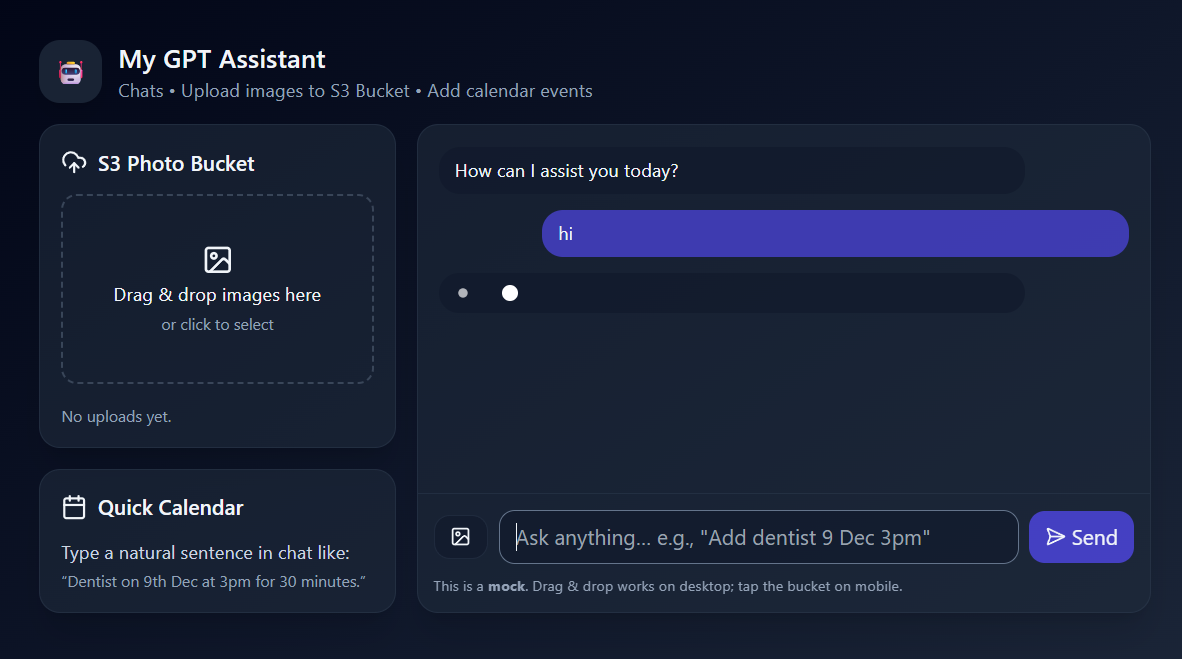 My GPT Assistant
Chats • Upload images to S3 Bucket • Add calendar events
S3 Photo Bucket
Drag & drop images here
or click to select
No uploads yet.
Quick Calendar
Type a natural sentence in chat like:
“Dentist on 9th Dec at 3pm for 30 minutes.”
How can I assist you today?
hi
Ask anything... e.g., "Add dentist 9 Dec 3pm"
Send
This is a mock. Drag & drop works on desktop; tap the bucket on mobile.